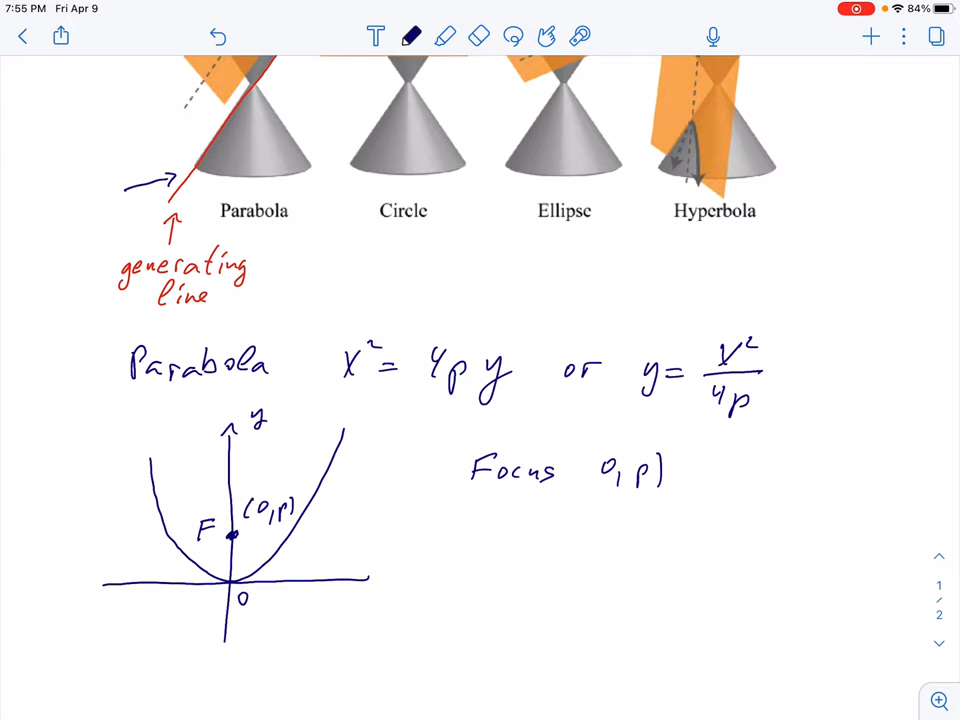 7:55 PM Fri Apr 9
84%
T
Parabola Circle Ellipse Hyperbola
generating
line
Parabola x² = 4py or y = x²/4p
y
Focus 0, p)
(0, p)
F
0
1
/
2